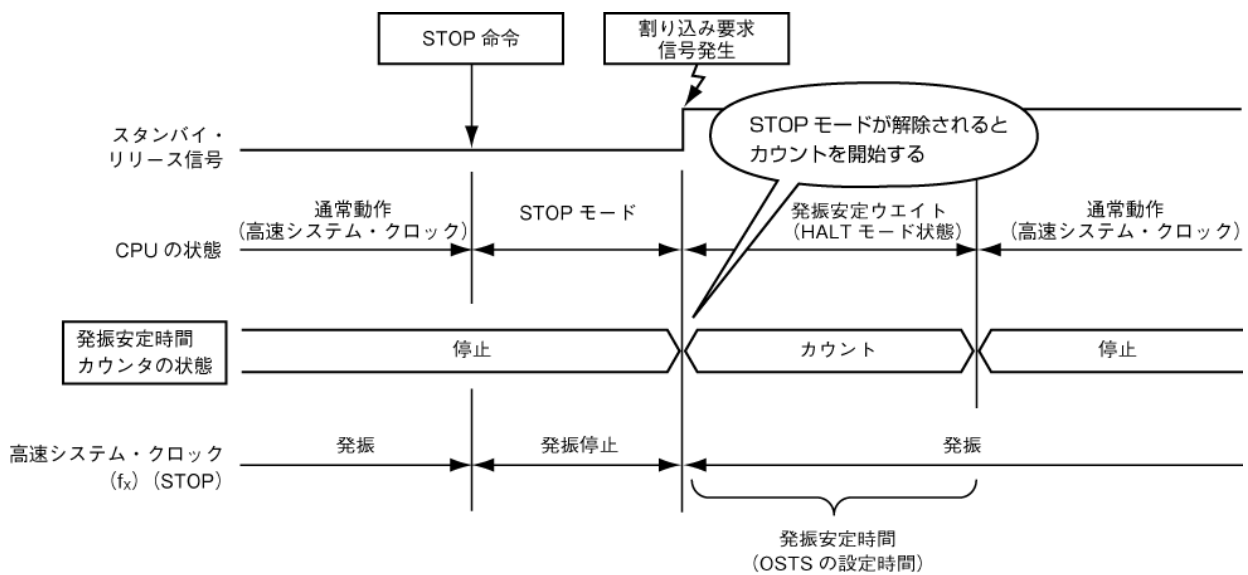 STOP 命令
割り込み要求
信号発生
スタンバイ・
リリース信号
STOP モードが解除されると
カウントを開始する
CPU の状態
通常動作
(高速システム・クロック)
STOP モード
発振安定ウエイト
(HALT モード状態)
通常動作
(高速システム・クロック)
発振安定時間
カウンタの状態
停止
カウント
停止
高速システム・クロック
(fX) (STOP)
発振
発振停止
発振
発振安定時間
(OSTS の設定時間)